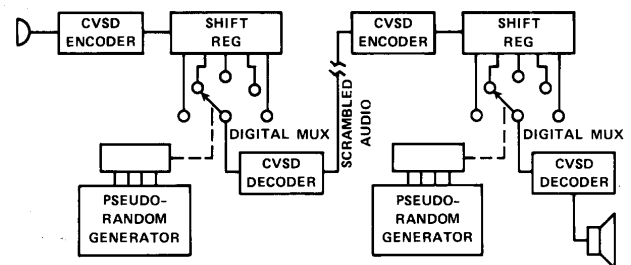 CVSD
ENCODER
SHIFT
REG
DIGITAL MUX
CVSD
DECODER
PSEUDO-
RANDOM
GENERATOR
SCRAMBLED
AUDIO
CVSD
ENCODER
SHIFT
REG
DIGITAL MUX
CVSD
DECODER
PSEUDO-
RANDOM
GENERATOR